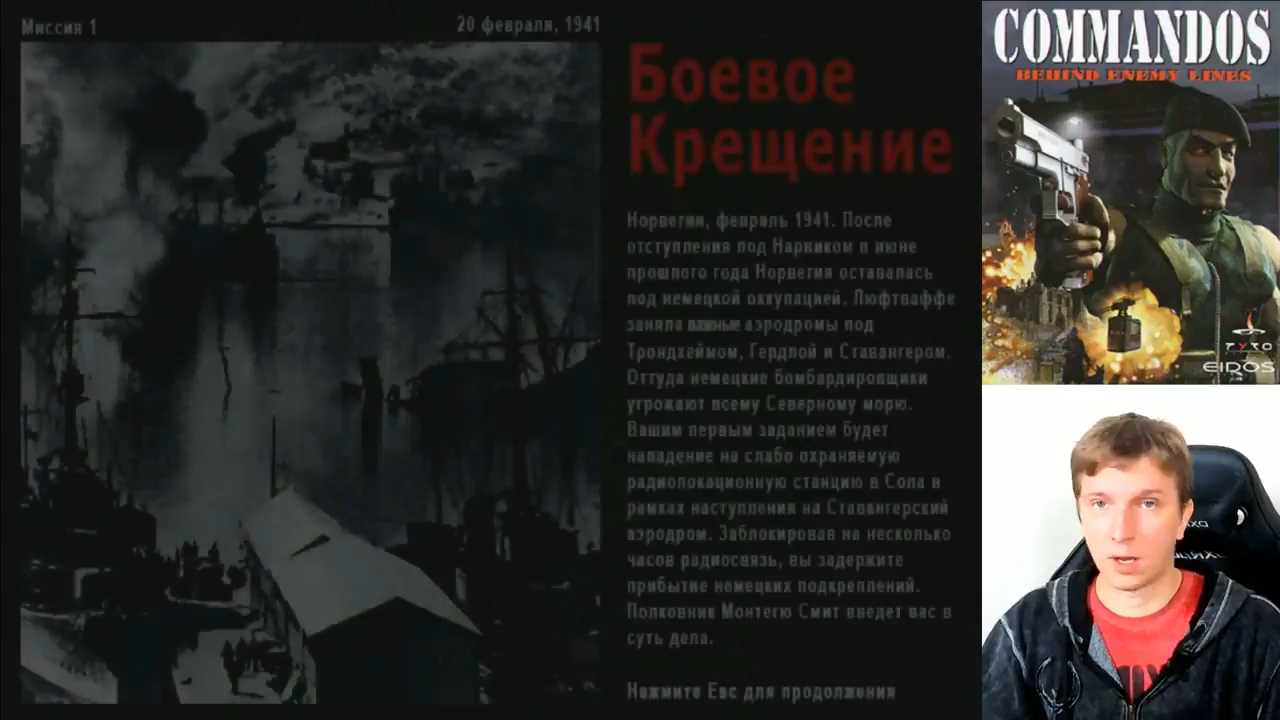 Миссия 1
20 февраля, 1941
Боевое
Крещение
Норвегия, февраль 1941. После
отступления под Нарвиком в июне
прошлого года Норвегия оставалась
под немецкой оккупацией. Люфтваффе
заняла важные аэродромы под
Трондхеймом, Гердлой и Ставангером.
Оттуда немецкие бомбардировщики
угрожают всему Северному морю.
Вашим первым заданием будет
нападение на слабо охраняемую
радиолокационную станцию в Сола в
рамках наступления на Ставангерский
аэродром. Заблокировав на несколько
часов радиосвязь, вы задержите
прибытие немецких подкреплений.
Полковник Монтегю Смит введет вас в
суть дела.
Нажмите Esc для продолжения
COMMANDOS
BEHIND ENEMY LINES
PYRO
EIDOS